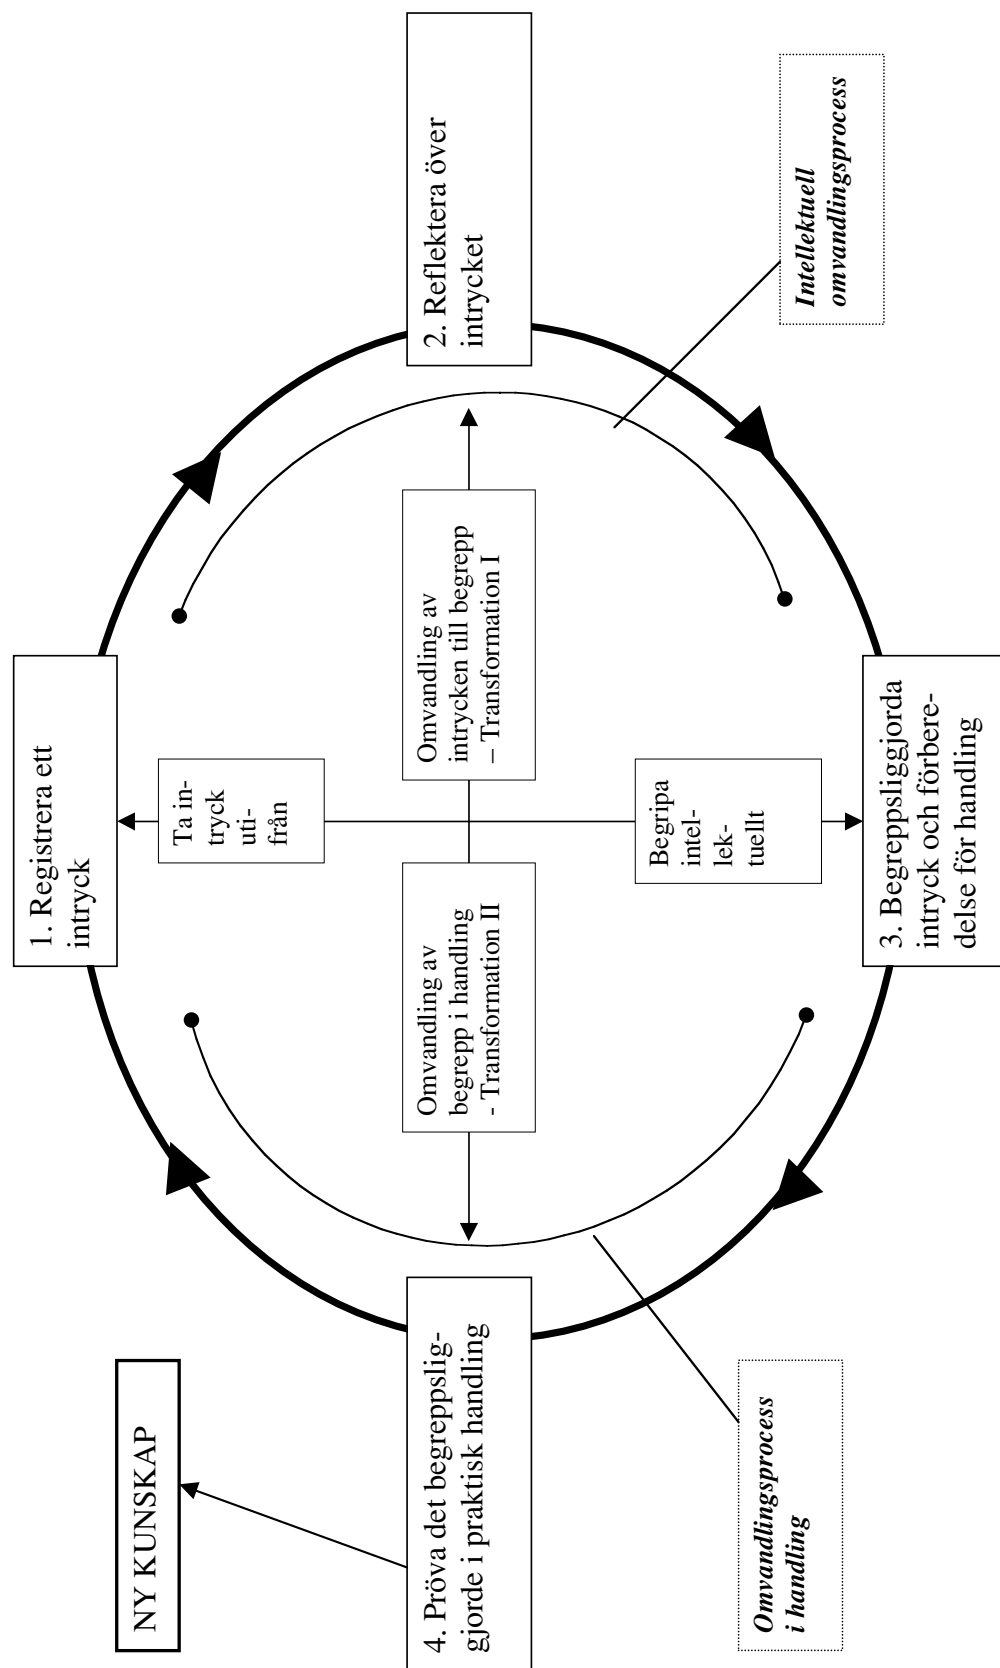 1. Registrera ett
intryck
NY KUNSKAP
Ta in-
tryck
uti-
från
4. Pröva det begreppslig-
gjorde i praktisk handling
Omvandling av
begrepp i handling
- Transformation II
Omvandling av
intrycken till begrepp
– Transformation I
2. Reflektera över
intrycket
Begripa
intel-
lek-
tuellt
Omvandlingsprocess
i handling
Intellektuell
omvandlingsprocess
3. Begreppsliggjorda
intryck och förbere-
delse för handling